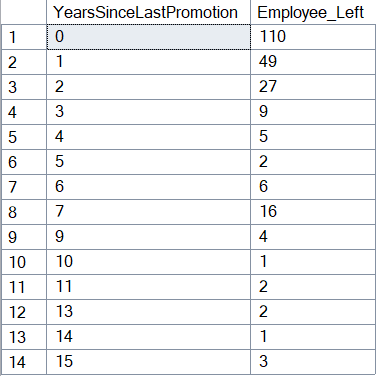 YearsSinceLastPromotion Employee_Left
1 0 110
2 1 49
3 2 27
4 3 9
5 4 5
6 5 2
7 6 6
8 7 16
9 9 4
10 10 1
11 11 2
12 13 2
13 14 1
14 15 3